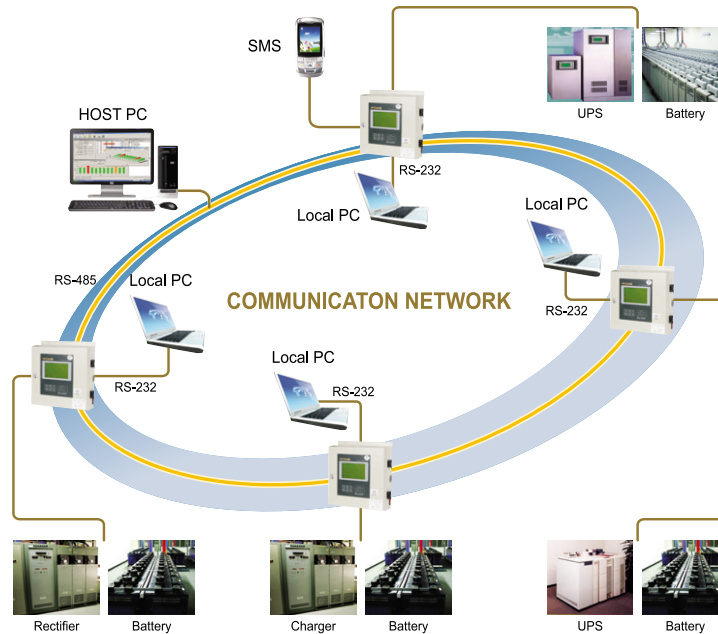 SMS
UPS
Battery
HOST PC
RS-232
Local PC
Local PC
RS-485
Local PC
COMMUNICATON NETWORK
RS-232
Local PC
RS-232
RS-232
Rectifier
Battery
Charger
Battery
UPS
Battery